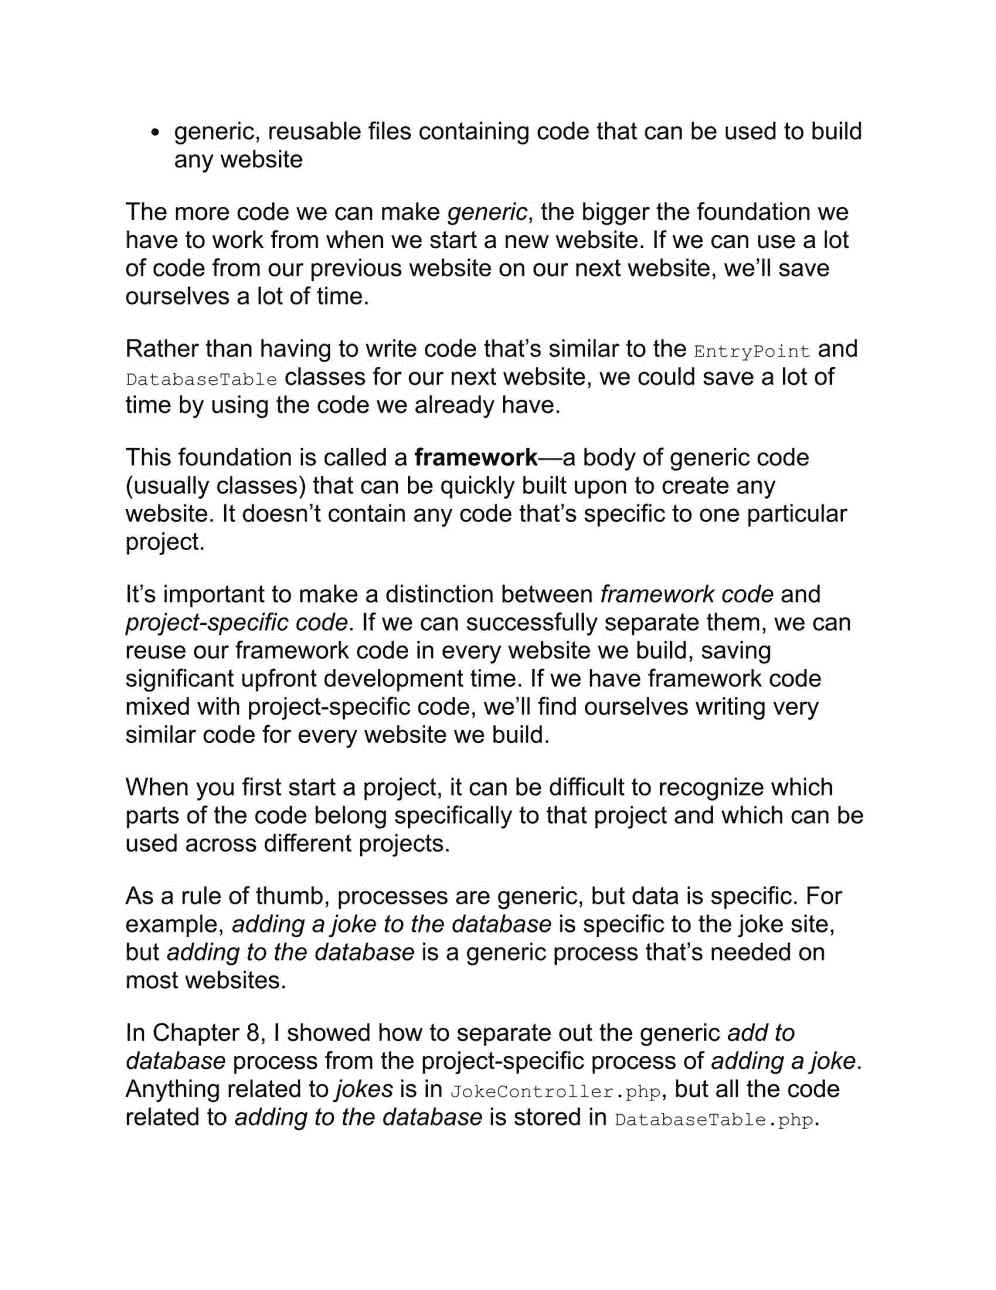 • generic, reusable files containing code that can be used to build
any website
The more code we can make generic, the bigger the foundation we
have to work from when we start a new website. If we can use a lot
of code from our previous website on our next website, we’ll save
ourselves a lot of time.
Rather than having to write code that’s similar to the EntryPoint and
DatabaseTable classes for our next website, we could save a lot of
time by using the code we already have.
This foundation is called a framework—a body of generic code
(usually classes) that can be quickly built upon to create any
website. It doesn’t contain any code that’s specific to one particular
project.
It’s important to make a distinction between framework code and
project-specific code. If we can successfully separate them, we can
reuse our framework code in every website we build, saving
significant upfront development time. If we have framework code
mixed with project-specific code, we’ll find ourselves writing very
similar code for every website we build.
When you first start a project, it can be difficult to recognize which
parts of the code belong specifically to that project and which can be
used across different projects.
As a rule of thumb, processes are generic, but data is specific. For
example, adding a joke to the database is specific to the joke site,
but adding to the database is a generic process that’s needed on
most websites.
In Chapter 8, I showed how to separate out the generic add to
database process from the project-specific process of adding a joke.
Anything related to jokes is in JokeController.php, but all the code
related to adding to the database is stored in DatabaseTable.php.